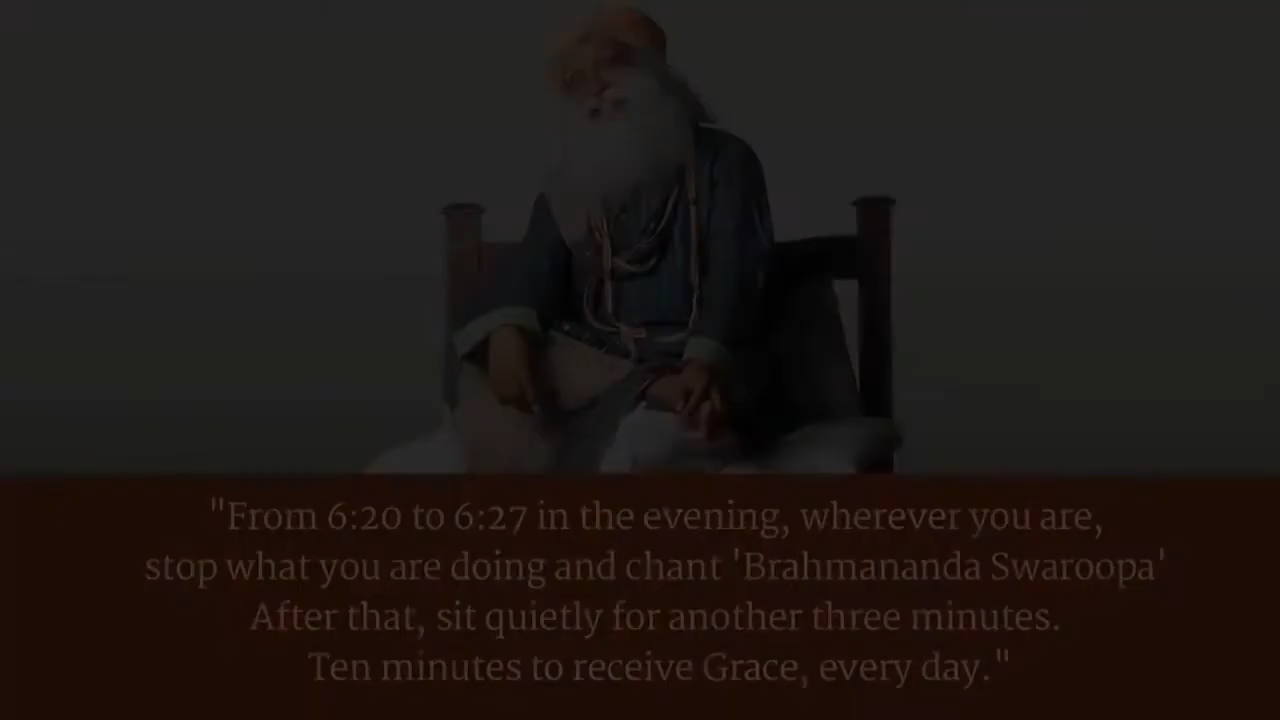 "From 6:20 to 6:27 in the evening, wherever you are,
stop what you are doing and chant 'Brahmananda Swaroopa'
After that, sit quietly for another three minutes.
Ten minutes to receive Grace, every day."